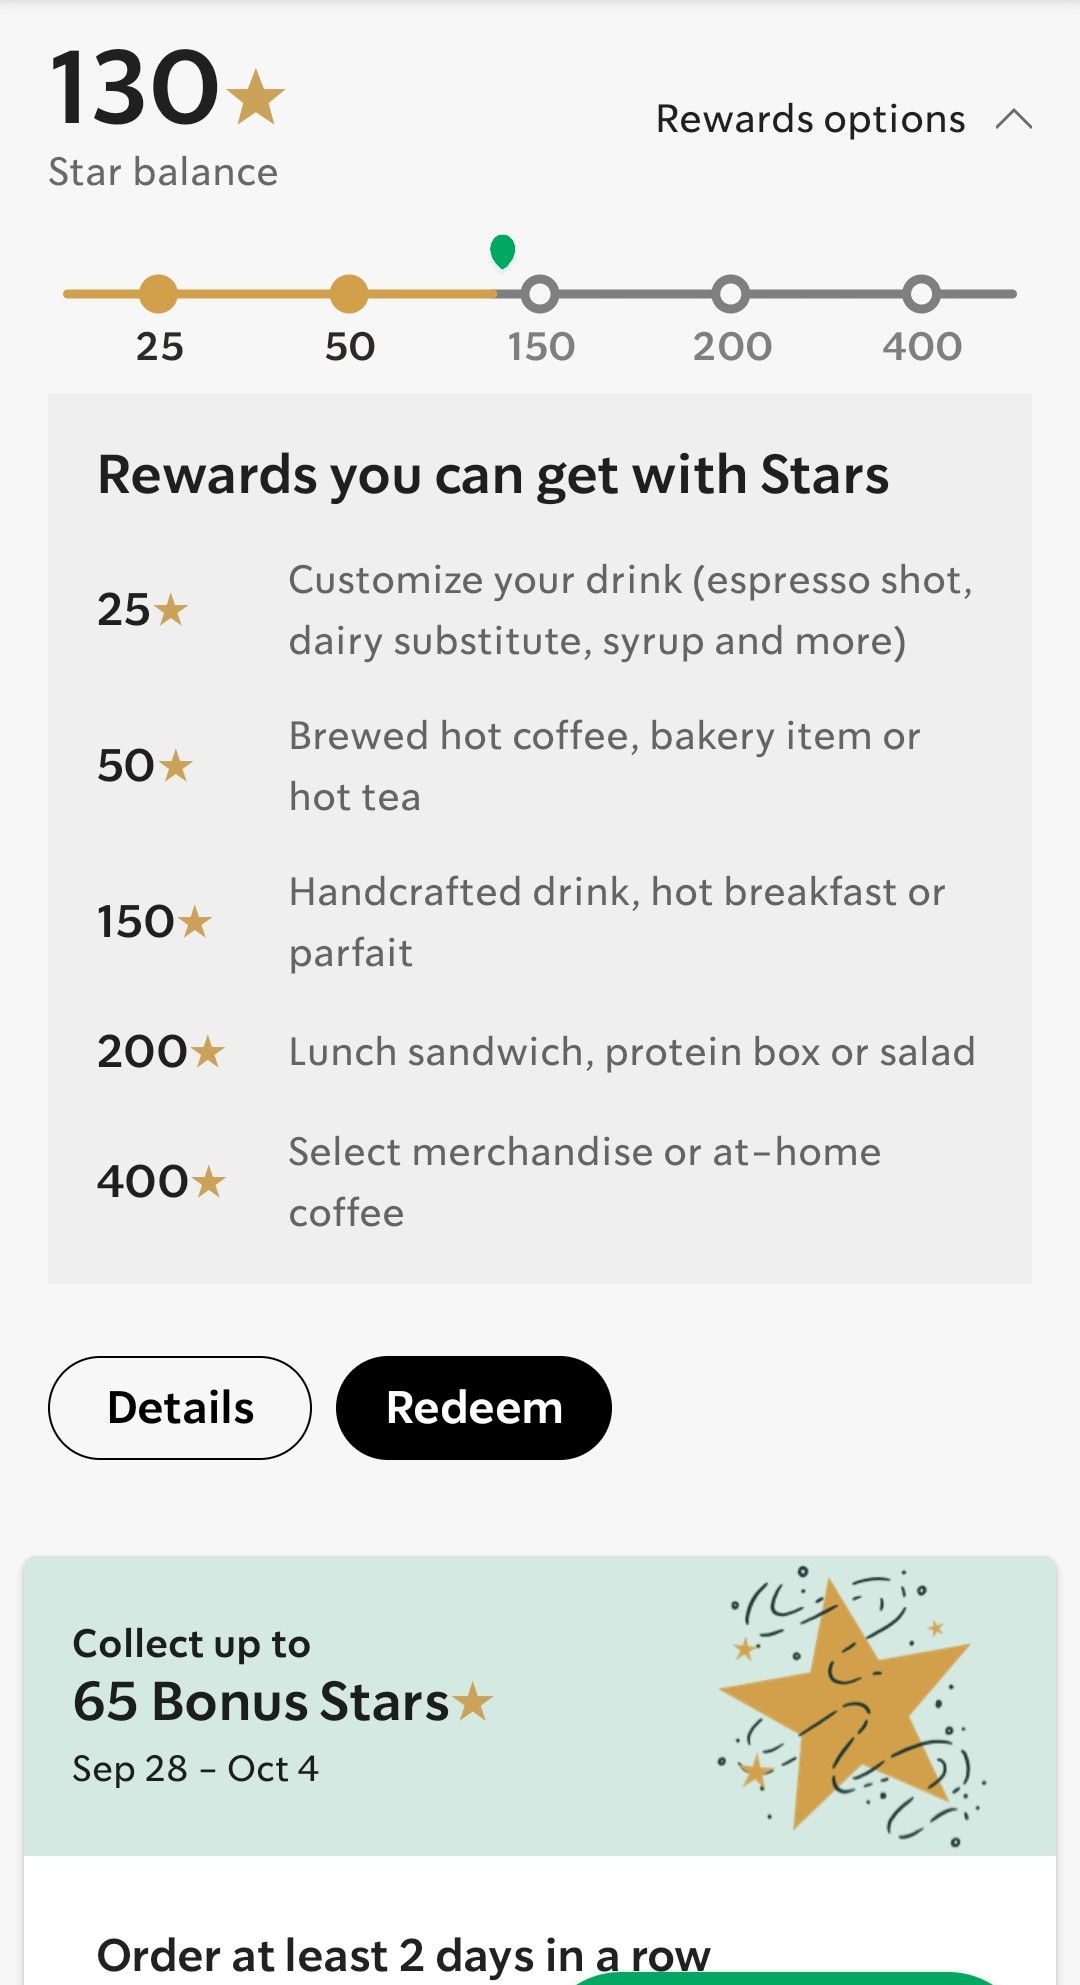 130
Rewards options
Star balance
25 50 150 200 400
Rewards you can get with Stars
25
Customize your drink (espresso shot,
dairy substitute, syrup and more)
50
Brewed hot coffee, bakery item or
hot tea
150
Handcrafted drink, hot breakfast or
parfait
200
Lunch sandwich, protein box or salad
400
Select merchandise or at-home
coffee
Details
Redeem
Collect up to
65 Bonus Stars
Sep 28 – Oct 4
Order at least 2 days in a row